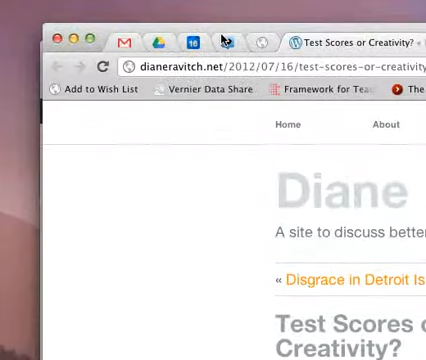 16
Test Scores or Creativity? «
dianeravitch.net/2012/07/16/test-scores-or-creativity
Add to Wish List Vernier Data Share Framework for Tea The
Home About
Diane
A site to discuss bette
« Disgrace in Detroit Is
Test Scores o
Creativity?